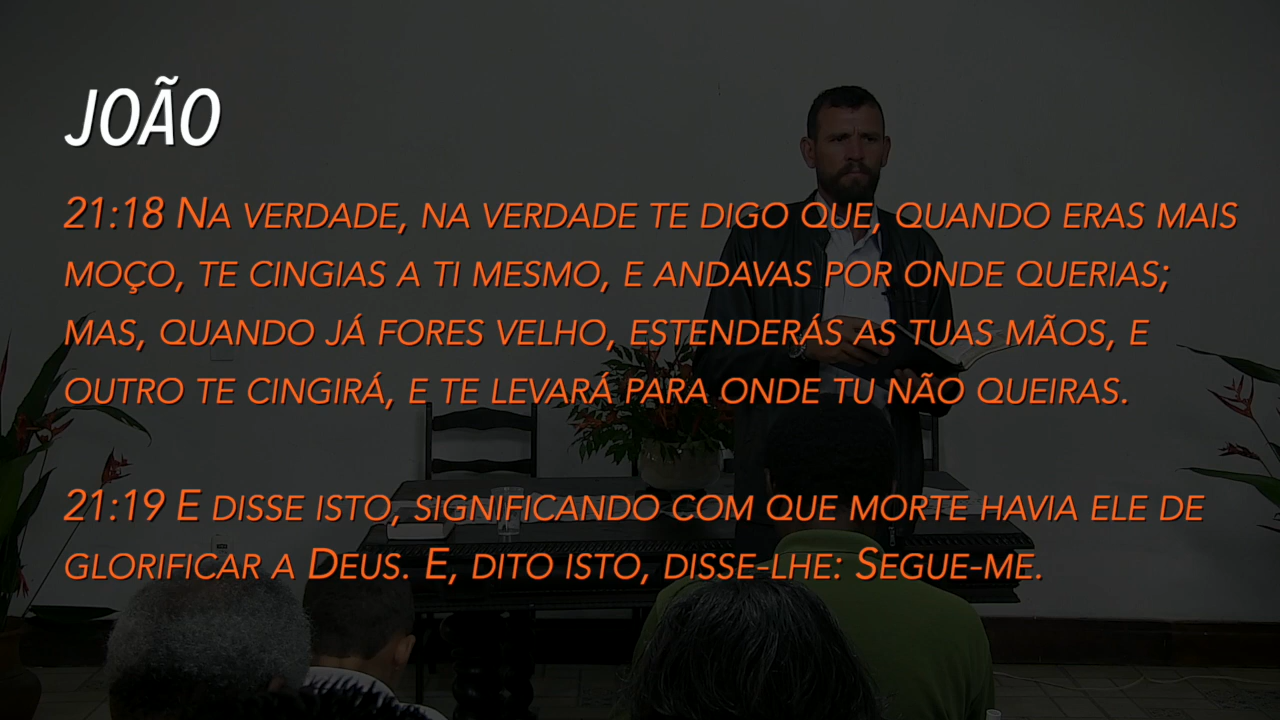 JOÃO
21:18 Na verdade, na verdade te digo que, quando eras mais
moço, te cingias a ti mesmo, e andavas por onde querias;
mas, quando já fores velho, estenderás as tuas mãos, e
outro te cingirá, e te levará para onde tu não queiras.
21:19 E disse isto, significando com que morte havia ele de
glorificar a Deus. E, dito isto, disse-lhe: Segue-me.